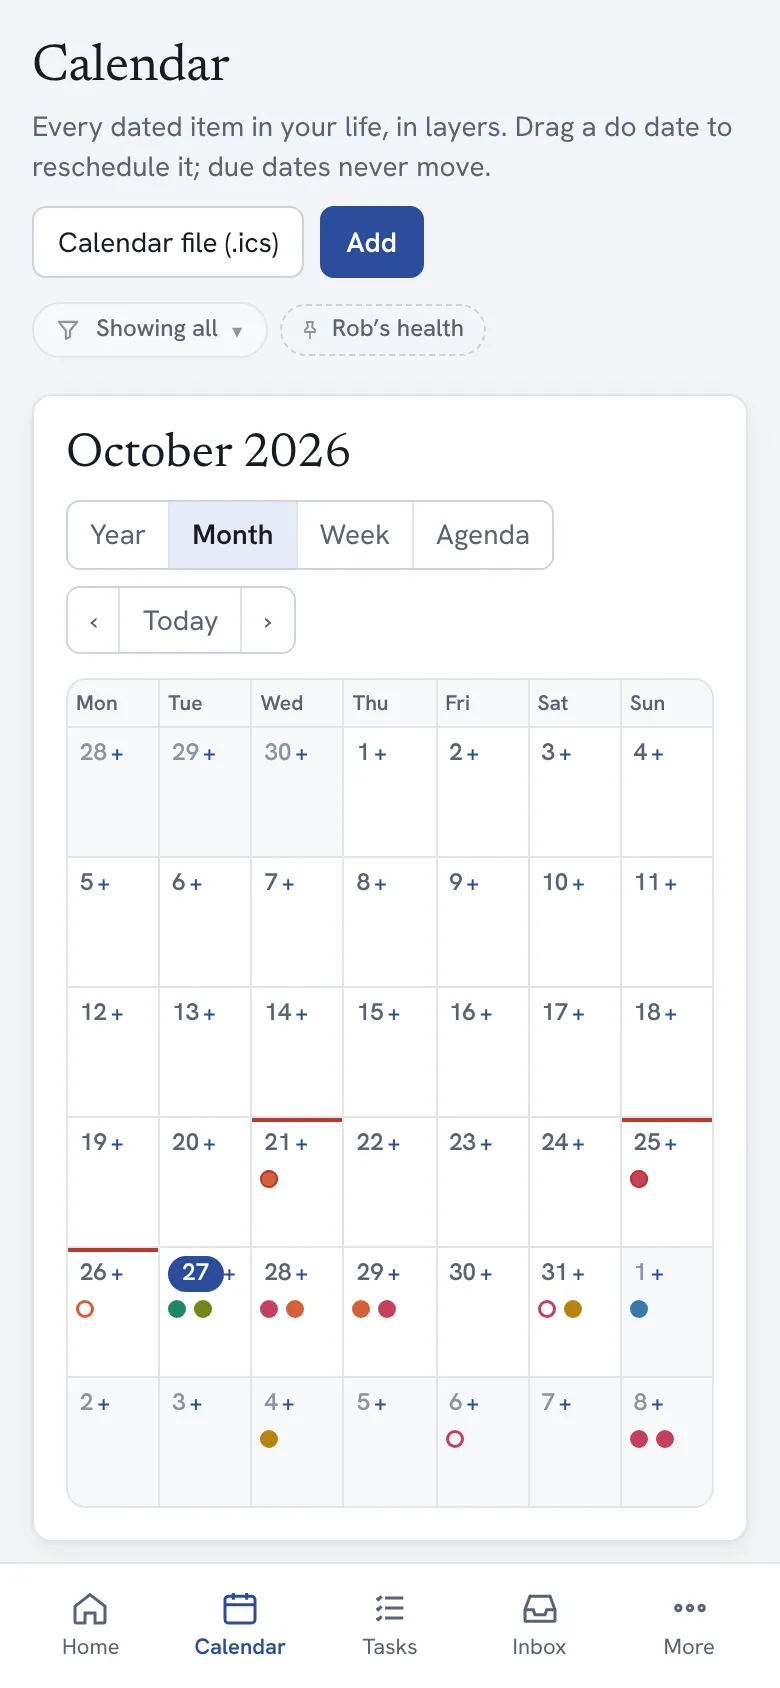 Calendar
Every dated item in your life, in layers. Drag a do date to
reschedule it; due dates never move.
Calendar file (.ics) Add
Showing all ▾ Rob’s health
October 2026
Year Month Week Agenda
‹ Today ›
Mon Tue Wed Thu Fri Sat Sun
28 + 29 + 30 + 1 + 2 + 3 + 4 +
5 + 6 + 7 + 8 + 9 + 10 + 11 +
12 + 13 + 14 + 15 + 16 + 17 + 18 +
19 + 20 + 21 + 22 + 23 + 24 + 25 +
26 + 27 + 28 + 29 + 30 + 31 + 1 +
2 + 3 + 4 + 5 + 6 + 7 + 8 +
Home Calendar Tasks Inbox More